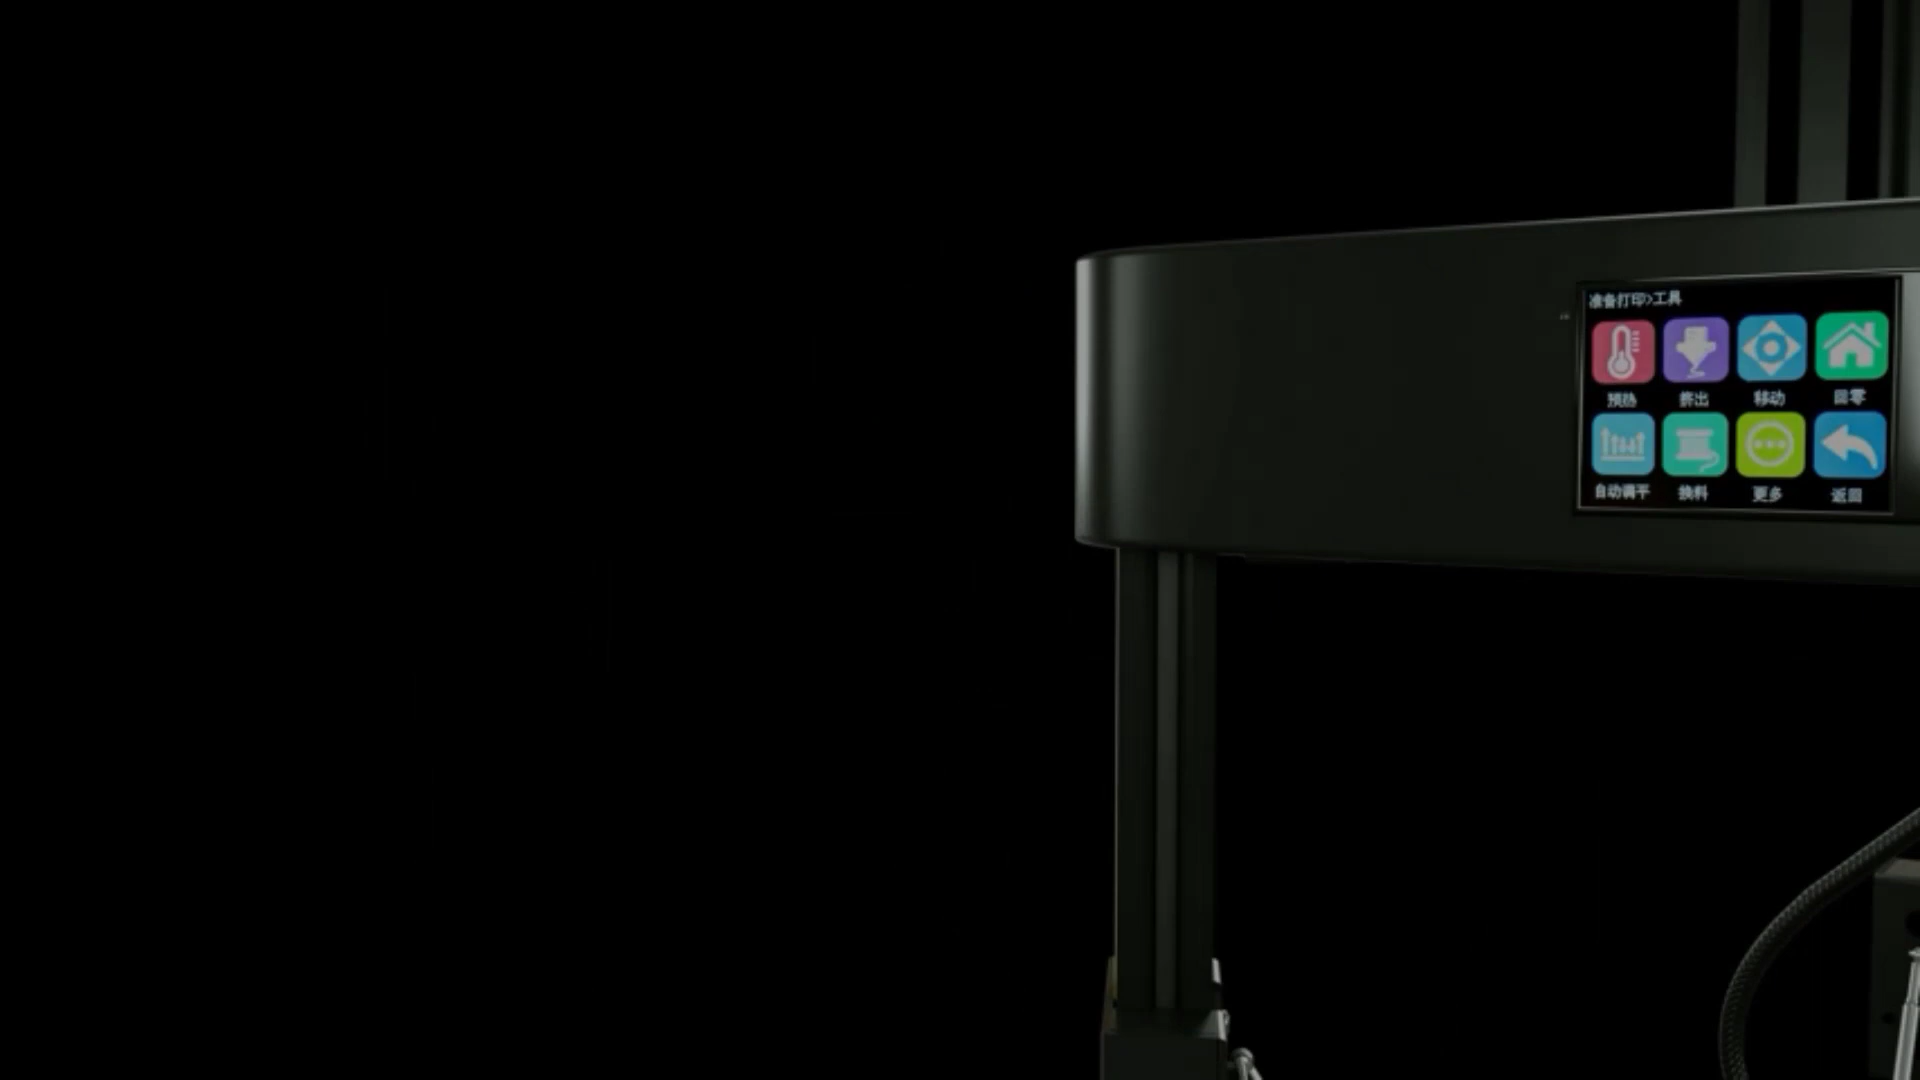 准备打印>工具
预热 挤出 移动 回零
自动调平 换料 更多 返回